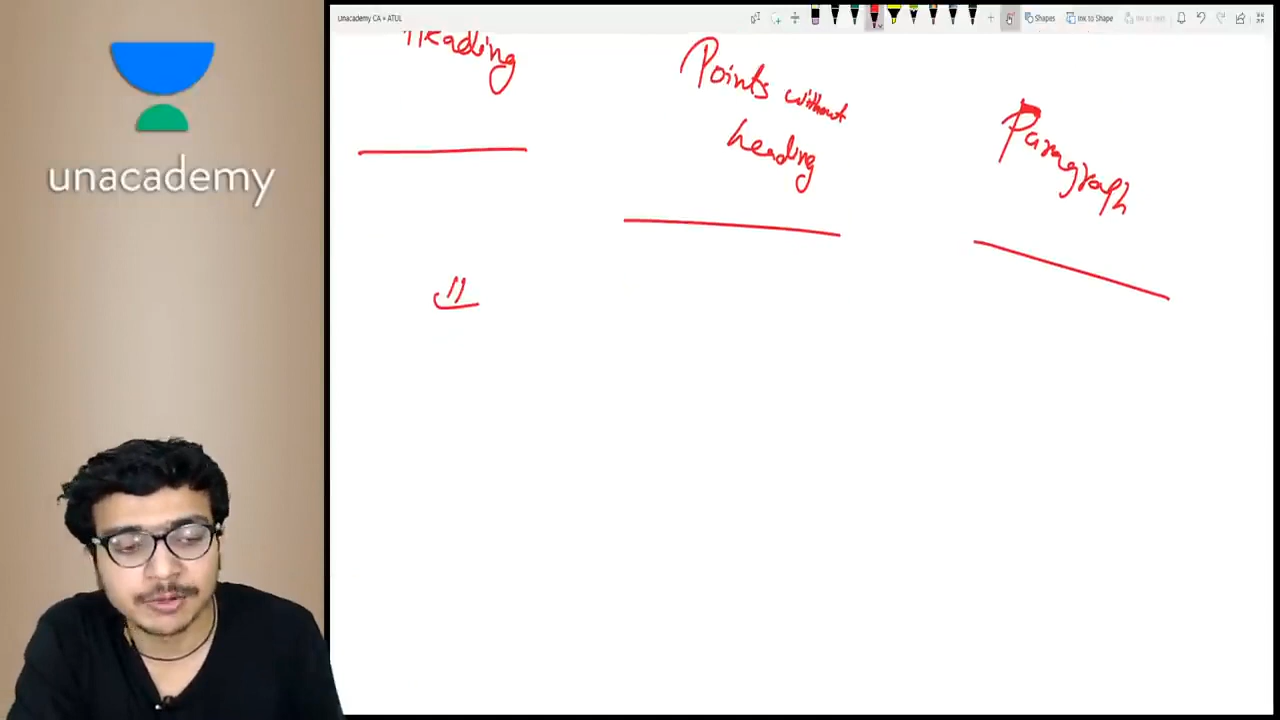 Unacademy CA - ATUL
Shapes
Ink to Shape
unacademy
Heading
Points without
heading
Paragraph